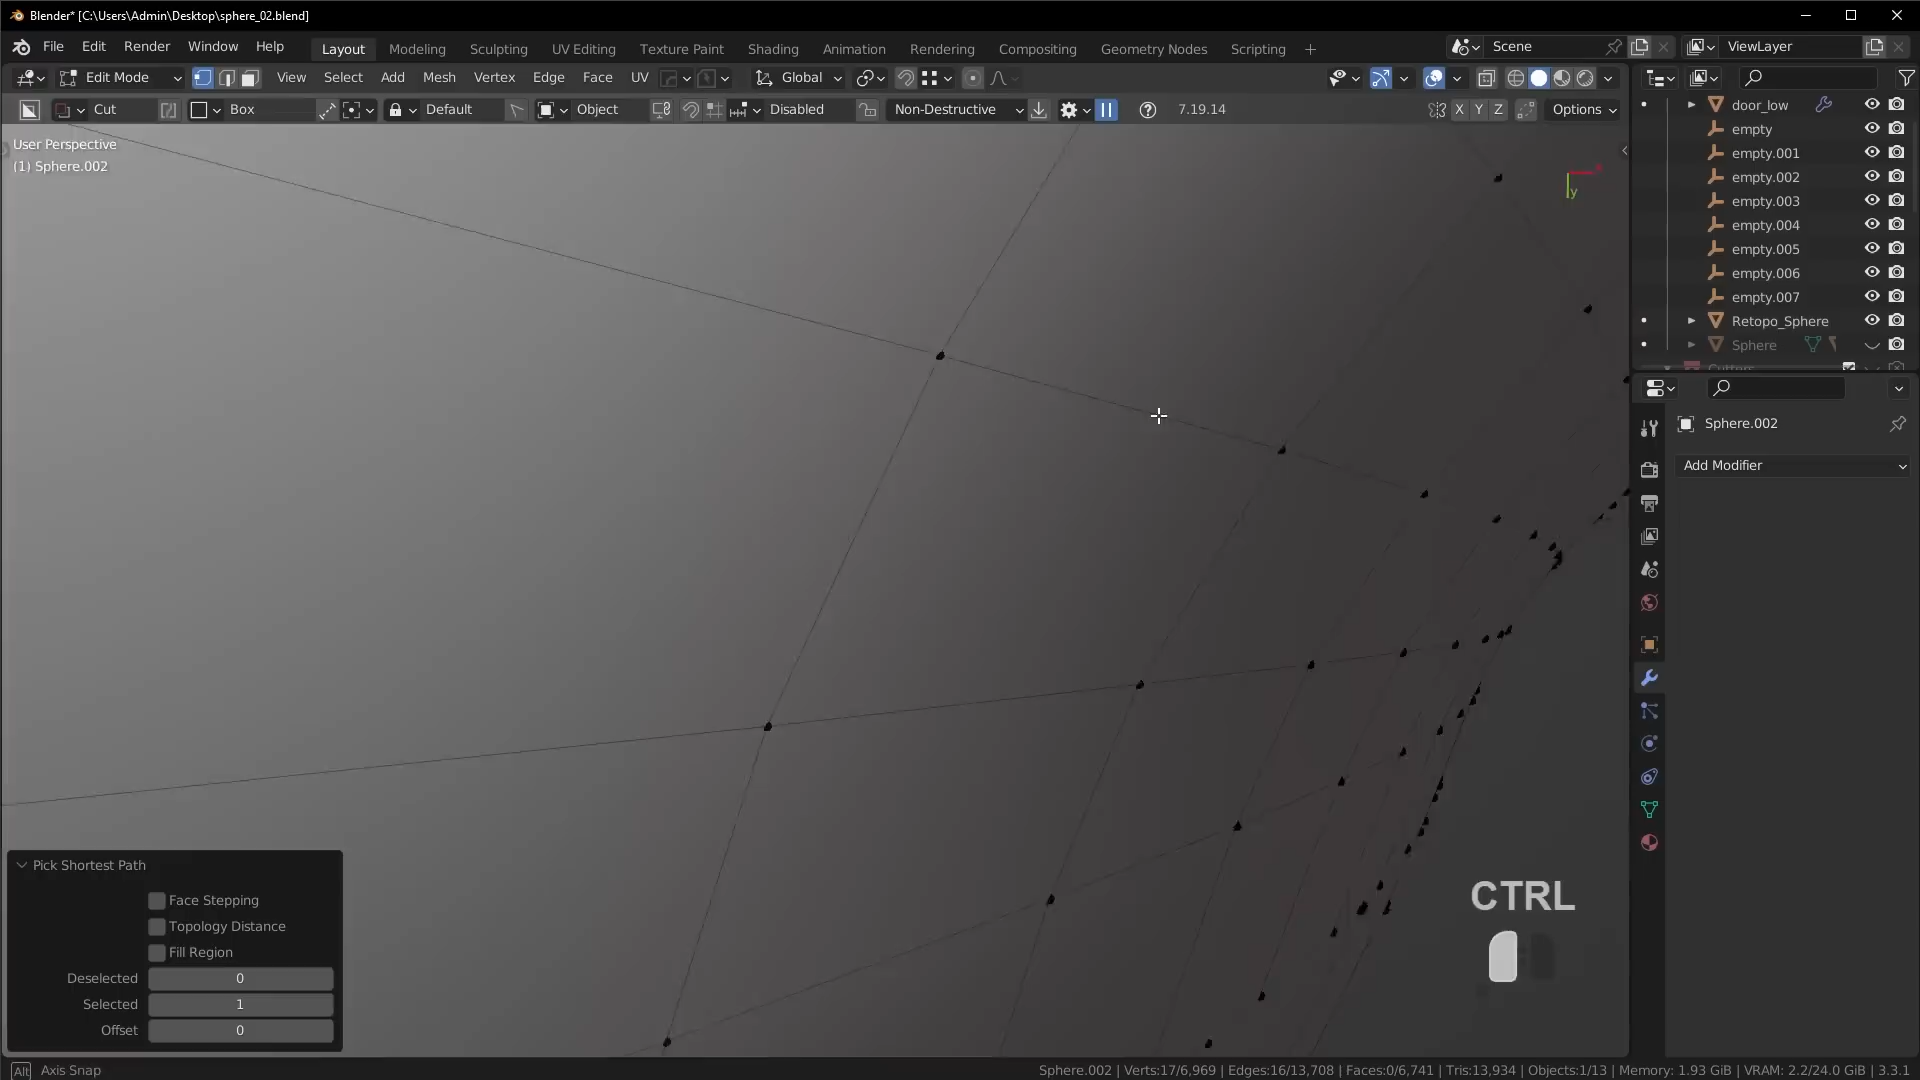 Blender* [C:\Users\Admin\Desktop\sphere_02.blend]
File Edit Render Window Help
Layout Modeling Sculpting UV Editing Texture Paint Shading Animation Rendering Compositing Geometry Nodes Scripting +
Scene
ViewLayer
Edit Mode View Select Add Mesh Vertex Edge Face UV Global
Cut Box Default Object Disabled Non-Destructive 7.19.14 X Y Z Options
User Perspective
(1) Sphere.002
y
door_low
empty
empty.001
empty.002
empty.003
empty.004
empty.005
empty.006
empty.007
Retopo_Sphere
Sphere
Cutters
Sphere.002
Add Modifier
Pick Shortest Path
Face Stepping
Topology Distance
Fill Region
Deselected 0
Selected 1
Offset 0
CTRL
Alt Axis Snap
Sphere.002 | Verts:17/6,969 | Edges:16/13,708 | Faces:0/6,741 | Tris:13,934 | Objects:1/13 | Memory: 1.93 GiB | VRAM: 2.2/24.0 GiB | 3.3.1